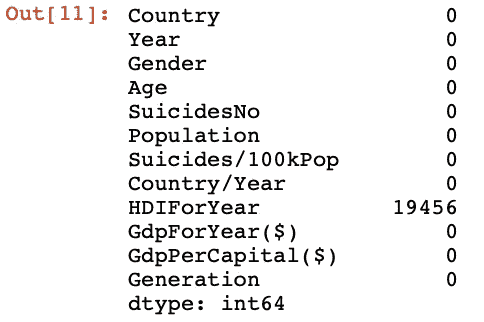 Out[11]: Country 0
Year 0
Gender 0
Age 0
SuicidesNo 0
Population 0
Suicides/100kPop 0
Country/Year 0
HDIForYear 19456
GdpForYear($) 0
GdpPerCapital($) 0
Generation 0
dtype: int64